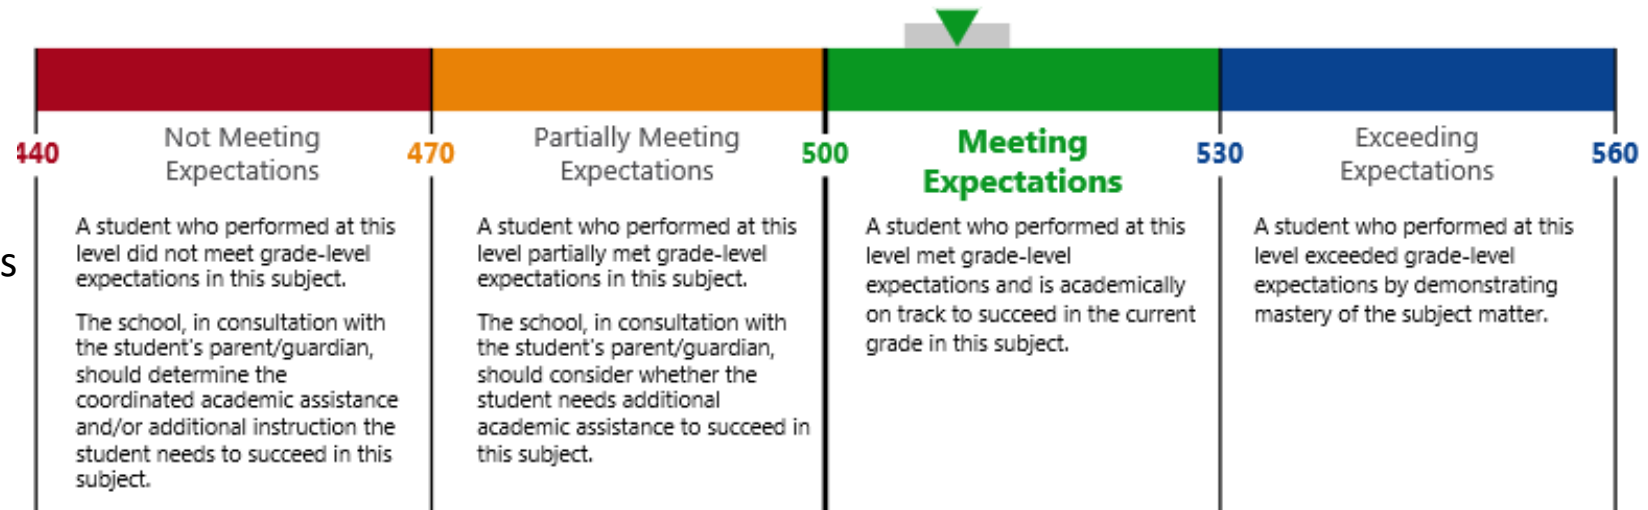 440
Not Meeting
Expectations
470
Partially Meeting
Expectations
500
Meeting
Expectations
530
Exceeding
Expectations
560
s
A student who performed at this
level did not meet grade-level
expectations in this subject.
The school, in consultation with
the student's parent/guardian,
should determine the
coordinated academic assistance
and/or additional instruction the
student needs to succeed in this
subject.
A student who performed at this
level partially met grade-level
expectations in this subject.
The school, in consultation with
the student's parent/guardian,
should consider whether the
student needs additional
academic assistance to succeed in
this subject.
A student who performed at this
level met grade-level
expectations and is academically
on track to succeed in the current
grade in this subject.
A student who performed at this
level exceeded grade-level
expectations by demonstrating
mastery of the subject matter.